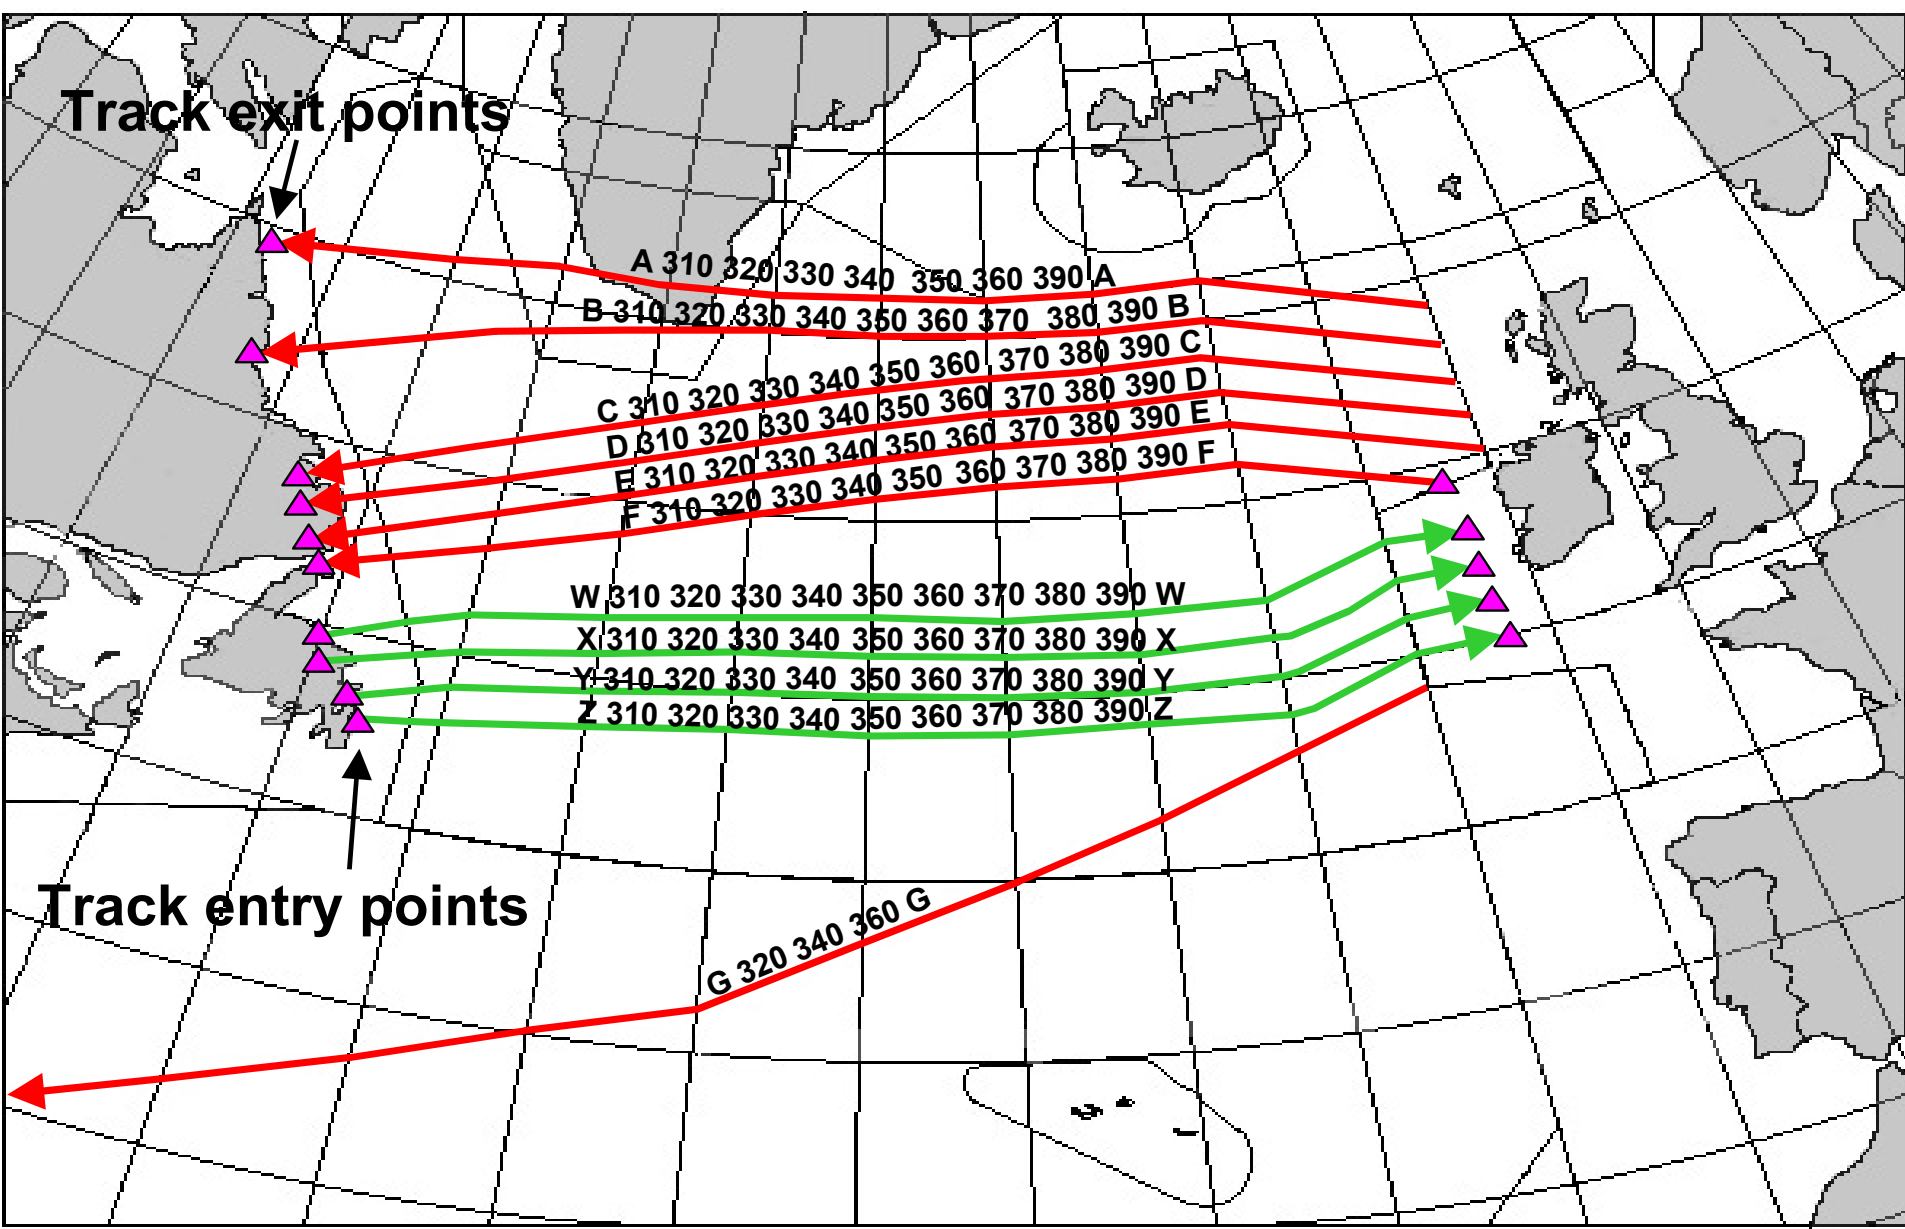 Track exit points
A 310 320 330 340 350 360 390 A
B 310 320 330 340 350 360 370 380 390 B
C 310 320 330 340 350 360 370 380 390 C
D 310 320 330 340 350 360 370 380 390 D
E 310 320 330 340 350 360 370 380 390 E
F 310 320 330 340 350 360 370 380 390 F
W 310 320 330 340 350 360 370 380 390 W
X 310 320 330 340 350 360 370 380 390 X
Y 310 320 330 340 350 360 370 380 390 Y
Z 310 320 330 340 350 360 370 380 390 Z
Track entry points
G 320 340 360 G